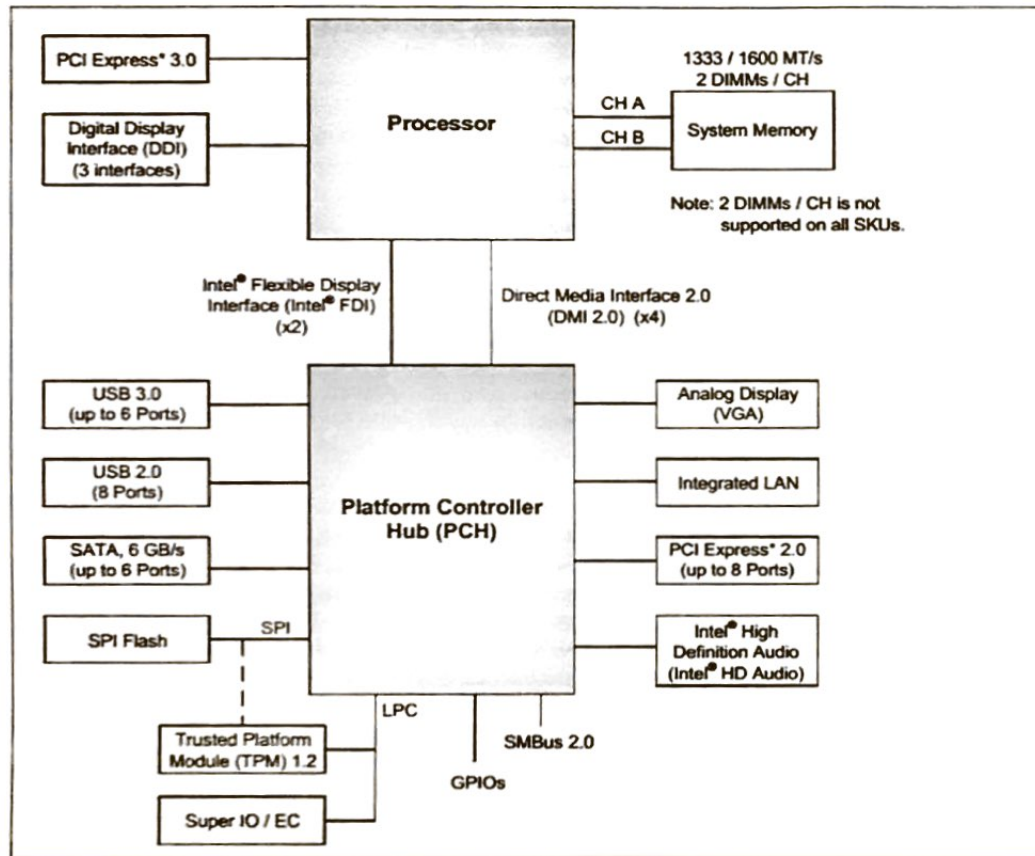 PCI Express* 3.0
Digital Display
Interface (DDI)
(3 interfaces)
Processor
CH A
CH B
1333 / 1600 MT/s
2 DIMMs / CH
System Memory
Note: 2 DIMMs / CH is not
supported on all SKUs.
Intel® Flexible Display
Interface (Intel® FDI)
(x2)
Direct Media Interface 2.0
(DMI 2.0) (x4)
USB 3.0
(up to 6 Ports)
USB 2.0
(8 Ports)
SATA, 6 GB/s
(up to 6 Ports)
SPI Flash
SPI
Platform Controller
Hub (PCH)
Analog Display
(VGA)
Integrated LAN
PCI Express* 2.0
(up to 8 Ports)
Intel® High
Definition Audio
(Intel® HD Audio)
LPC
Trusted Platform
Module (TPM) 1.2
Super IO / EC
GPIOs
SMBus 2.0